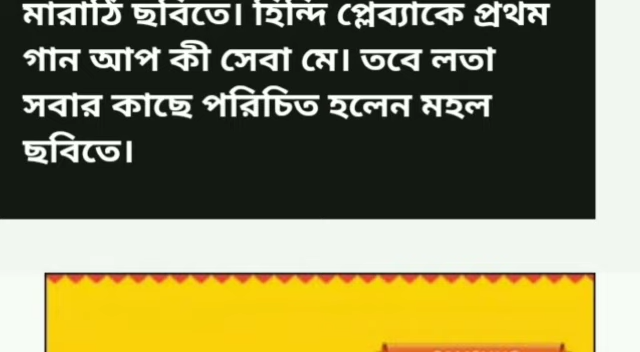 মারাঠি ছবিতে। হিন্দি প্লেব্যাকে প্রথম
গান আপ কী সেবা মে। তবে লতা
সবার কাছে পরিচিত হলেন মহল
ছবিতে।